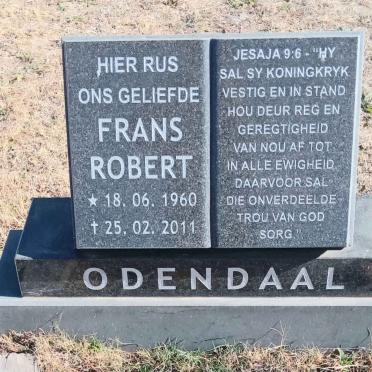 HIER RUS
ONS GELIEFDE
FRANS
ROBERT
★ 18. 06. 1960
✝ 25. 02. 2011
JESAJA 9:6 - "HY
SAL SY KONINGKRYK
VESTIG EN IN STAND
HOU DEUR REG EN
GEREGTIGHEID
VAN NOU AF TOT
IN ALLE EWIGHEID.
DAARVOOR SAL
DIE ONVERDEELDE
TROU VAN GOD
SORG."
ODENDAAL